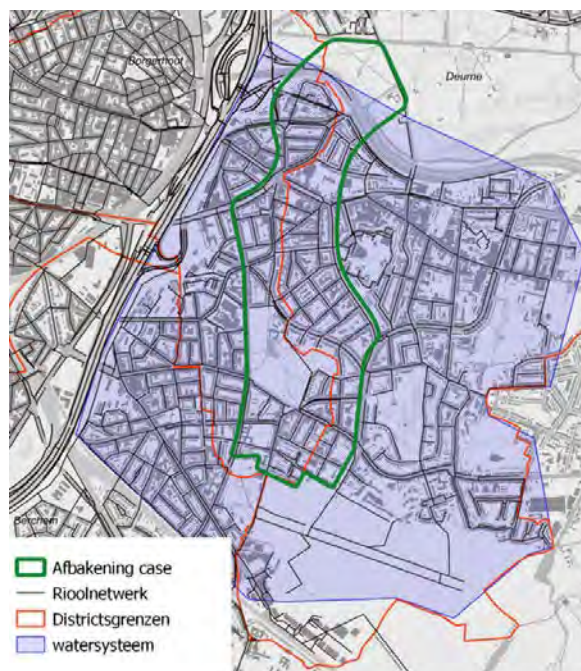 Borgerhout
Deurne
Berchem
Afbakening case
Rioolnetwerk
Districtsgrenzen
watersysteem